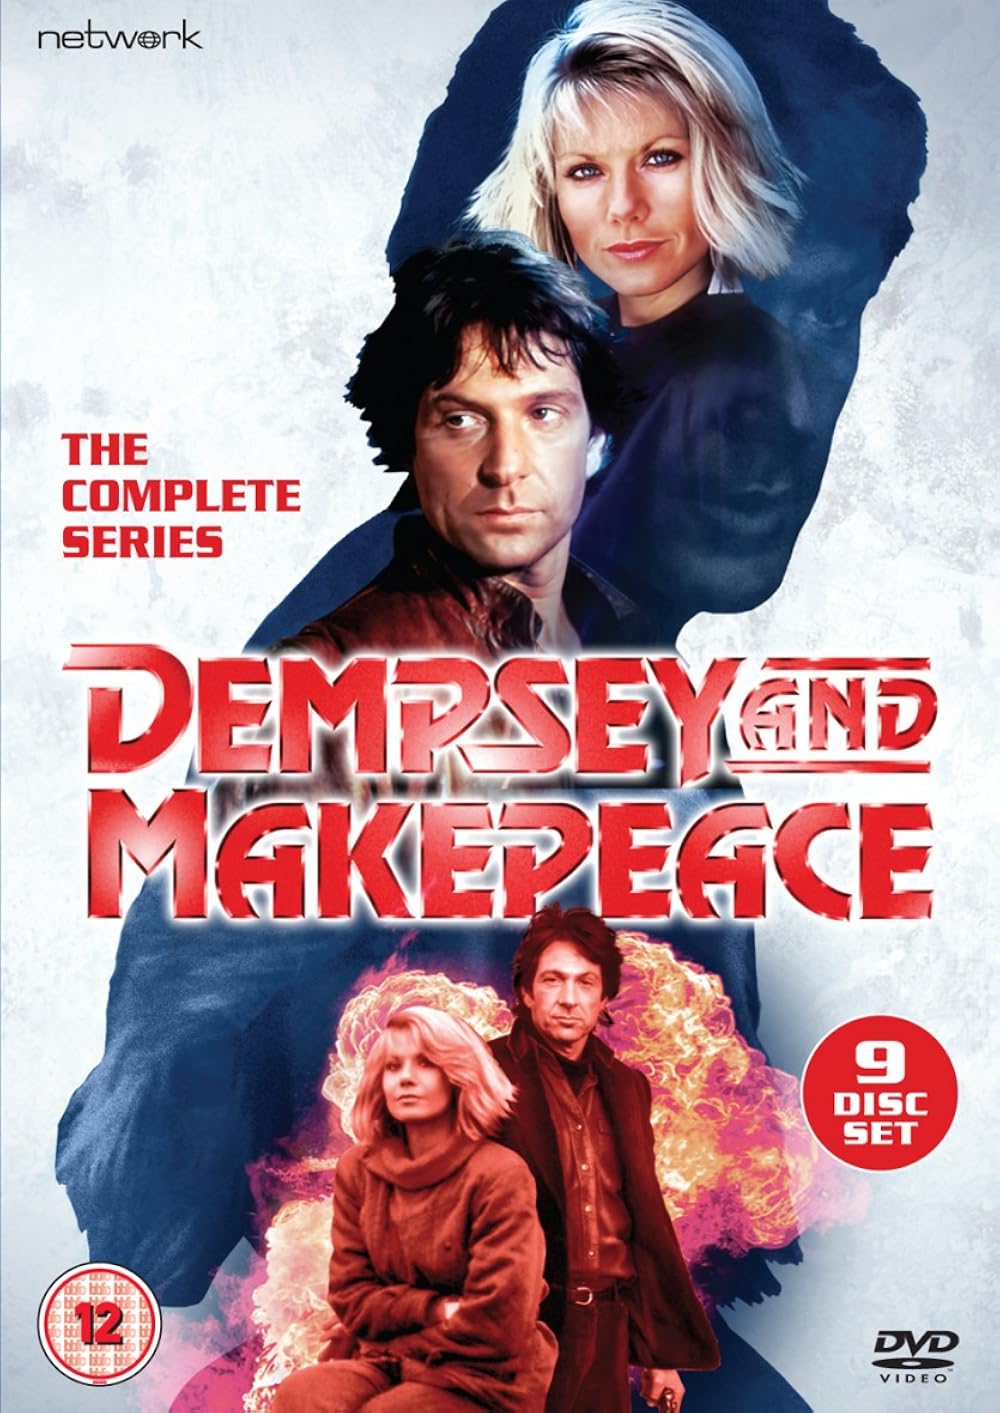 network
THE
COMPLETE
SERIES
DEMPSEY AND
MAKEPEACE
9
DISC
SET
12
DVD
VIDEO